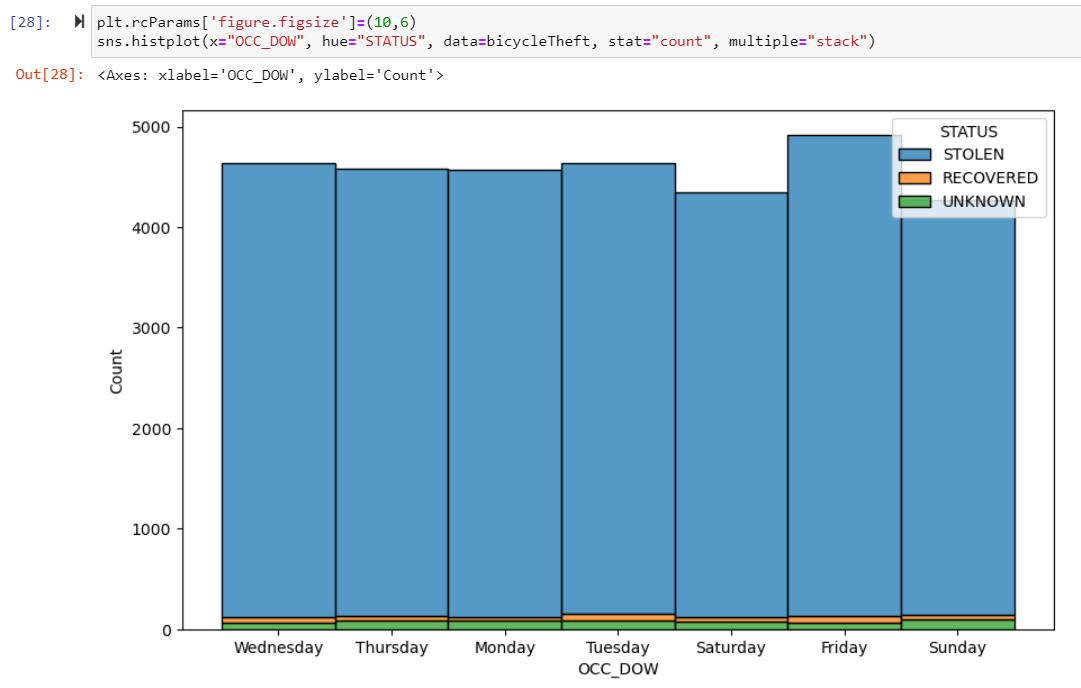 [28]:
plt.rcParams['figure.figsize']=(10,6)
sns.histplot(x="OCC_DOW", hue="STATUS", data=bicycleTheft, stat="count", multiple="stack")
Out[28]: <Axes: xlabel='OCC_DOW', ylabel='Count'>
STATUS
STOLEN
RECOVERED
UNKNOWN
5000
4000
3000
2000
1000
0
Count
Wednesday Thursday Monday Tuesday Saturday Friday Sunday
OCC_DOW